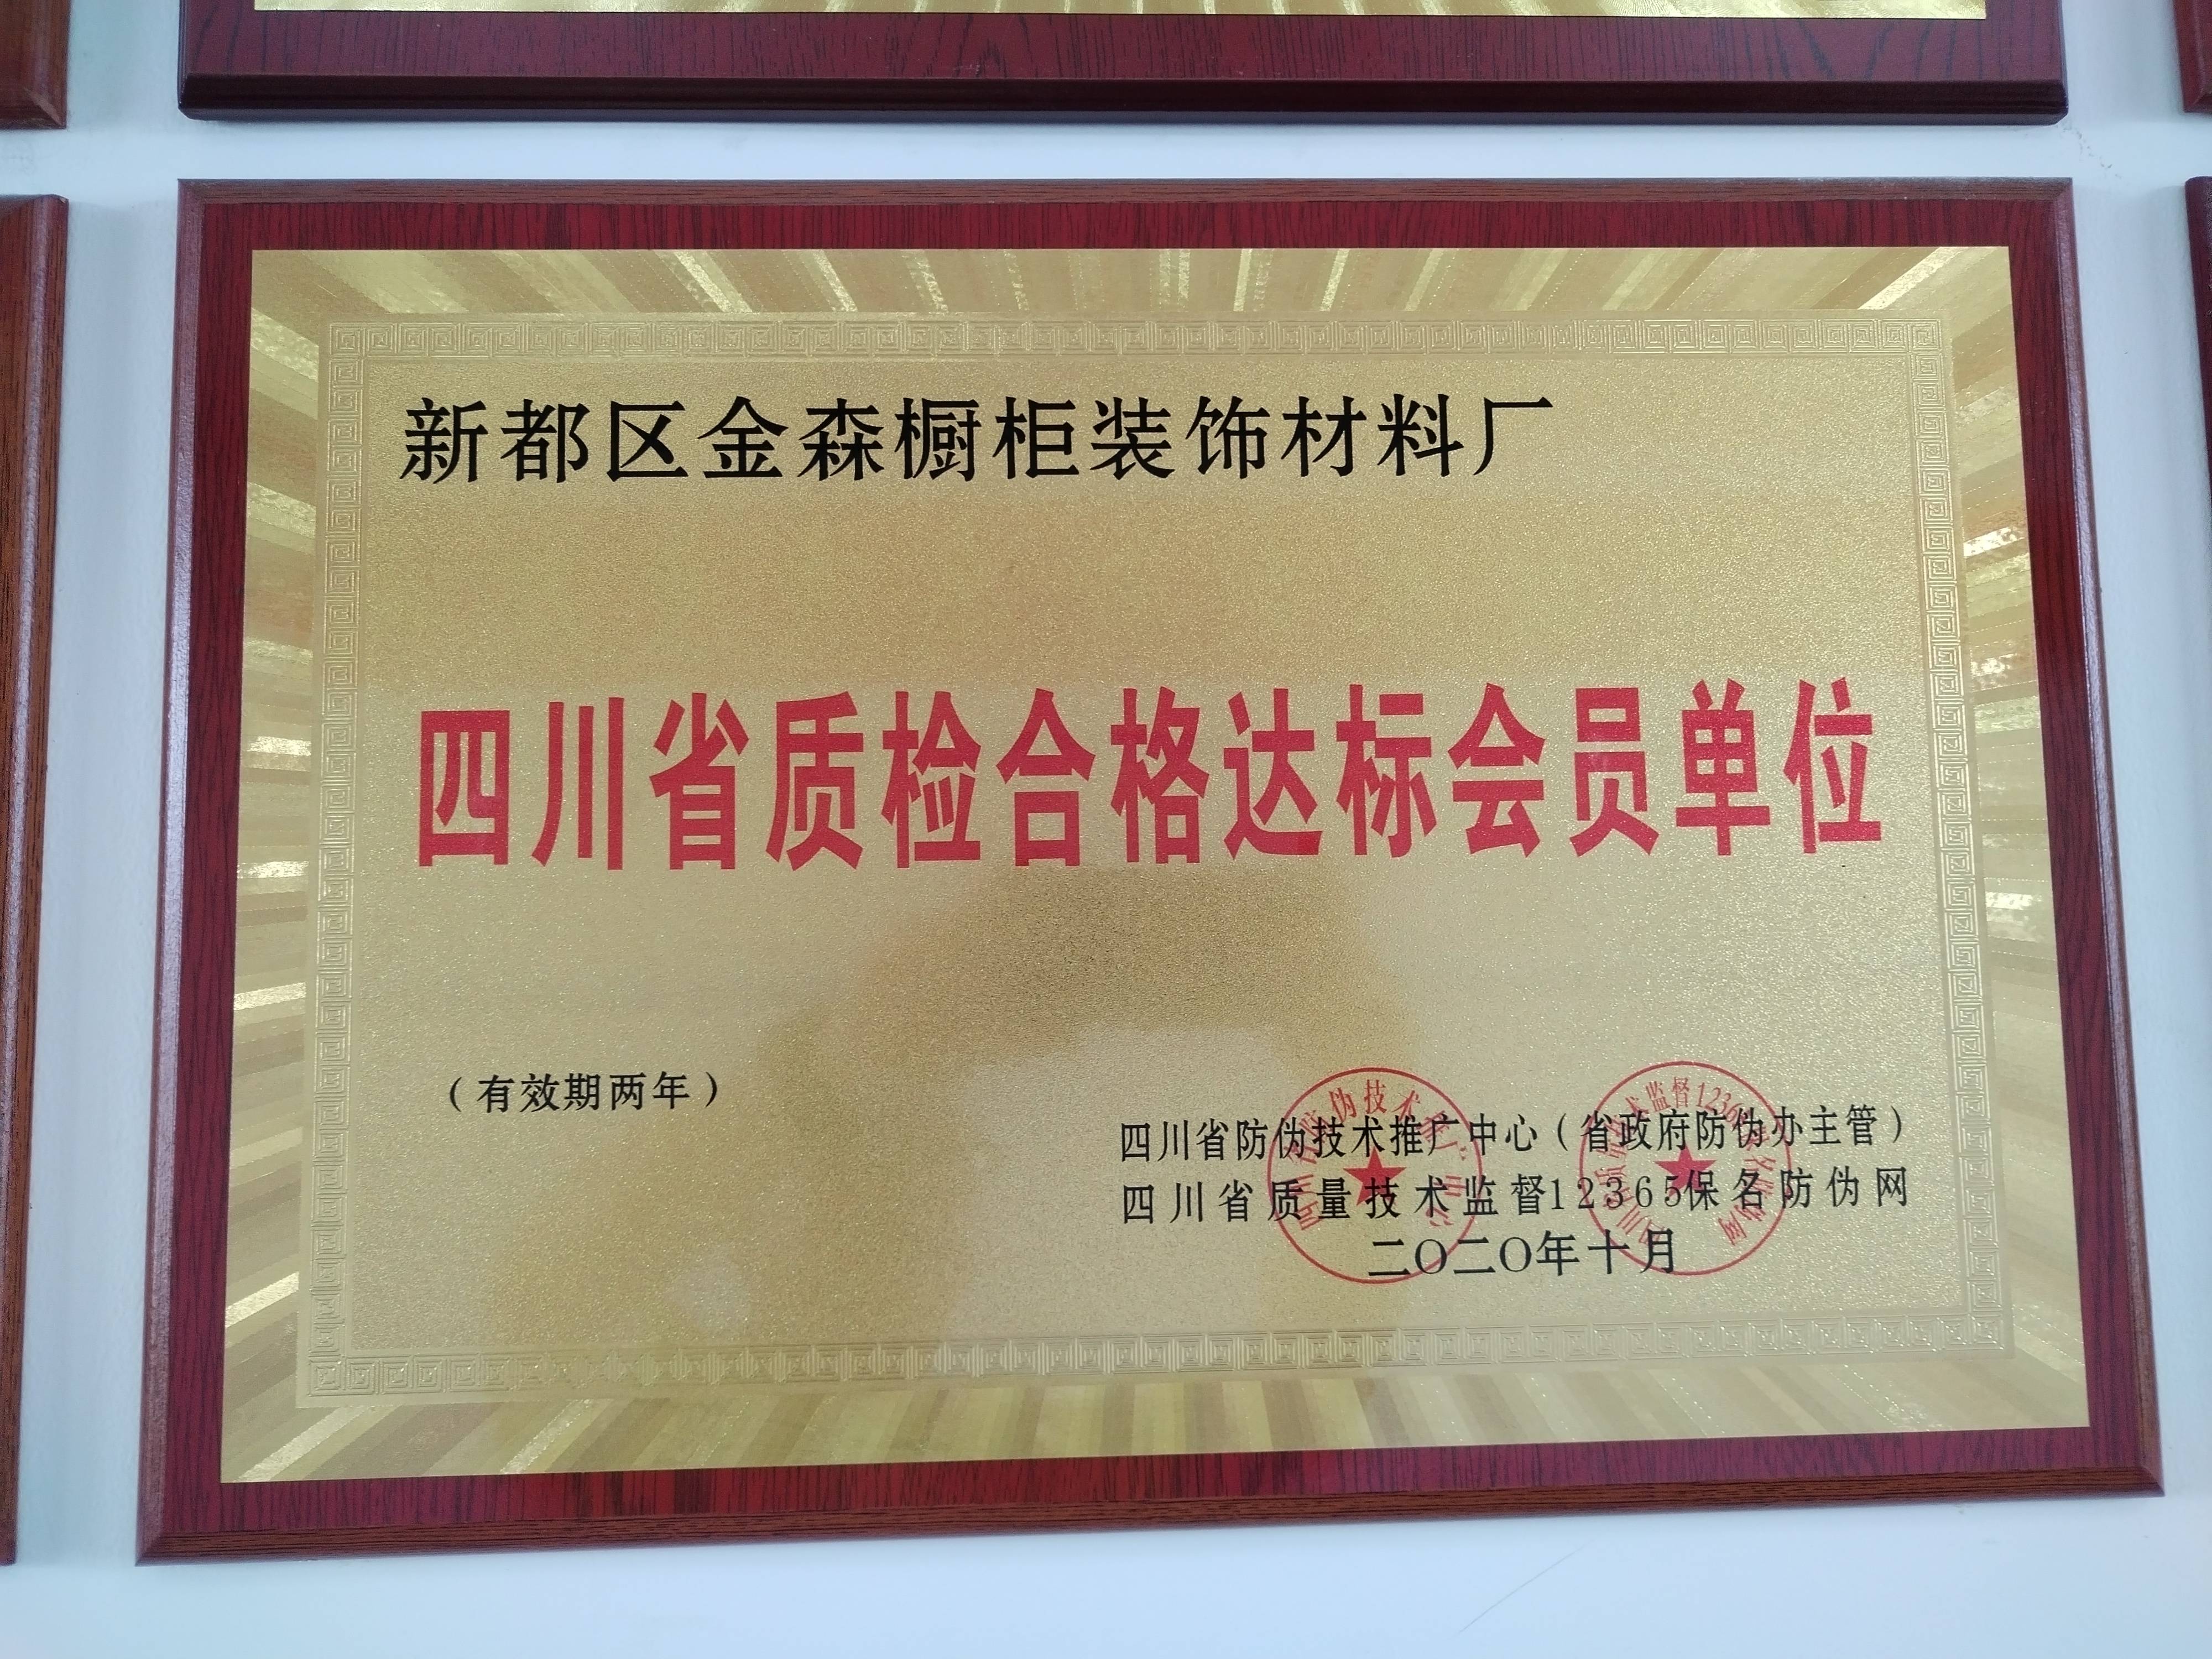 新都区金森橱柜装饰材料厂
四川省质检合格达标会员单位
（有效期两年）
四川省防伪技术推广中心（省政府防伪办主管）
四川省质量技术监督12365保名防伪网
二〇二〇年十月